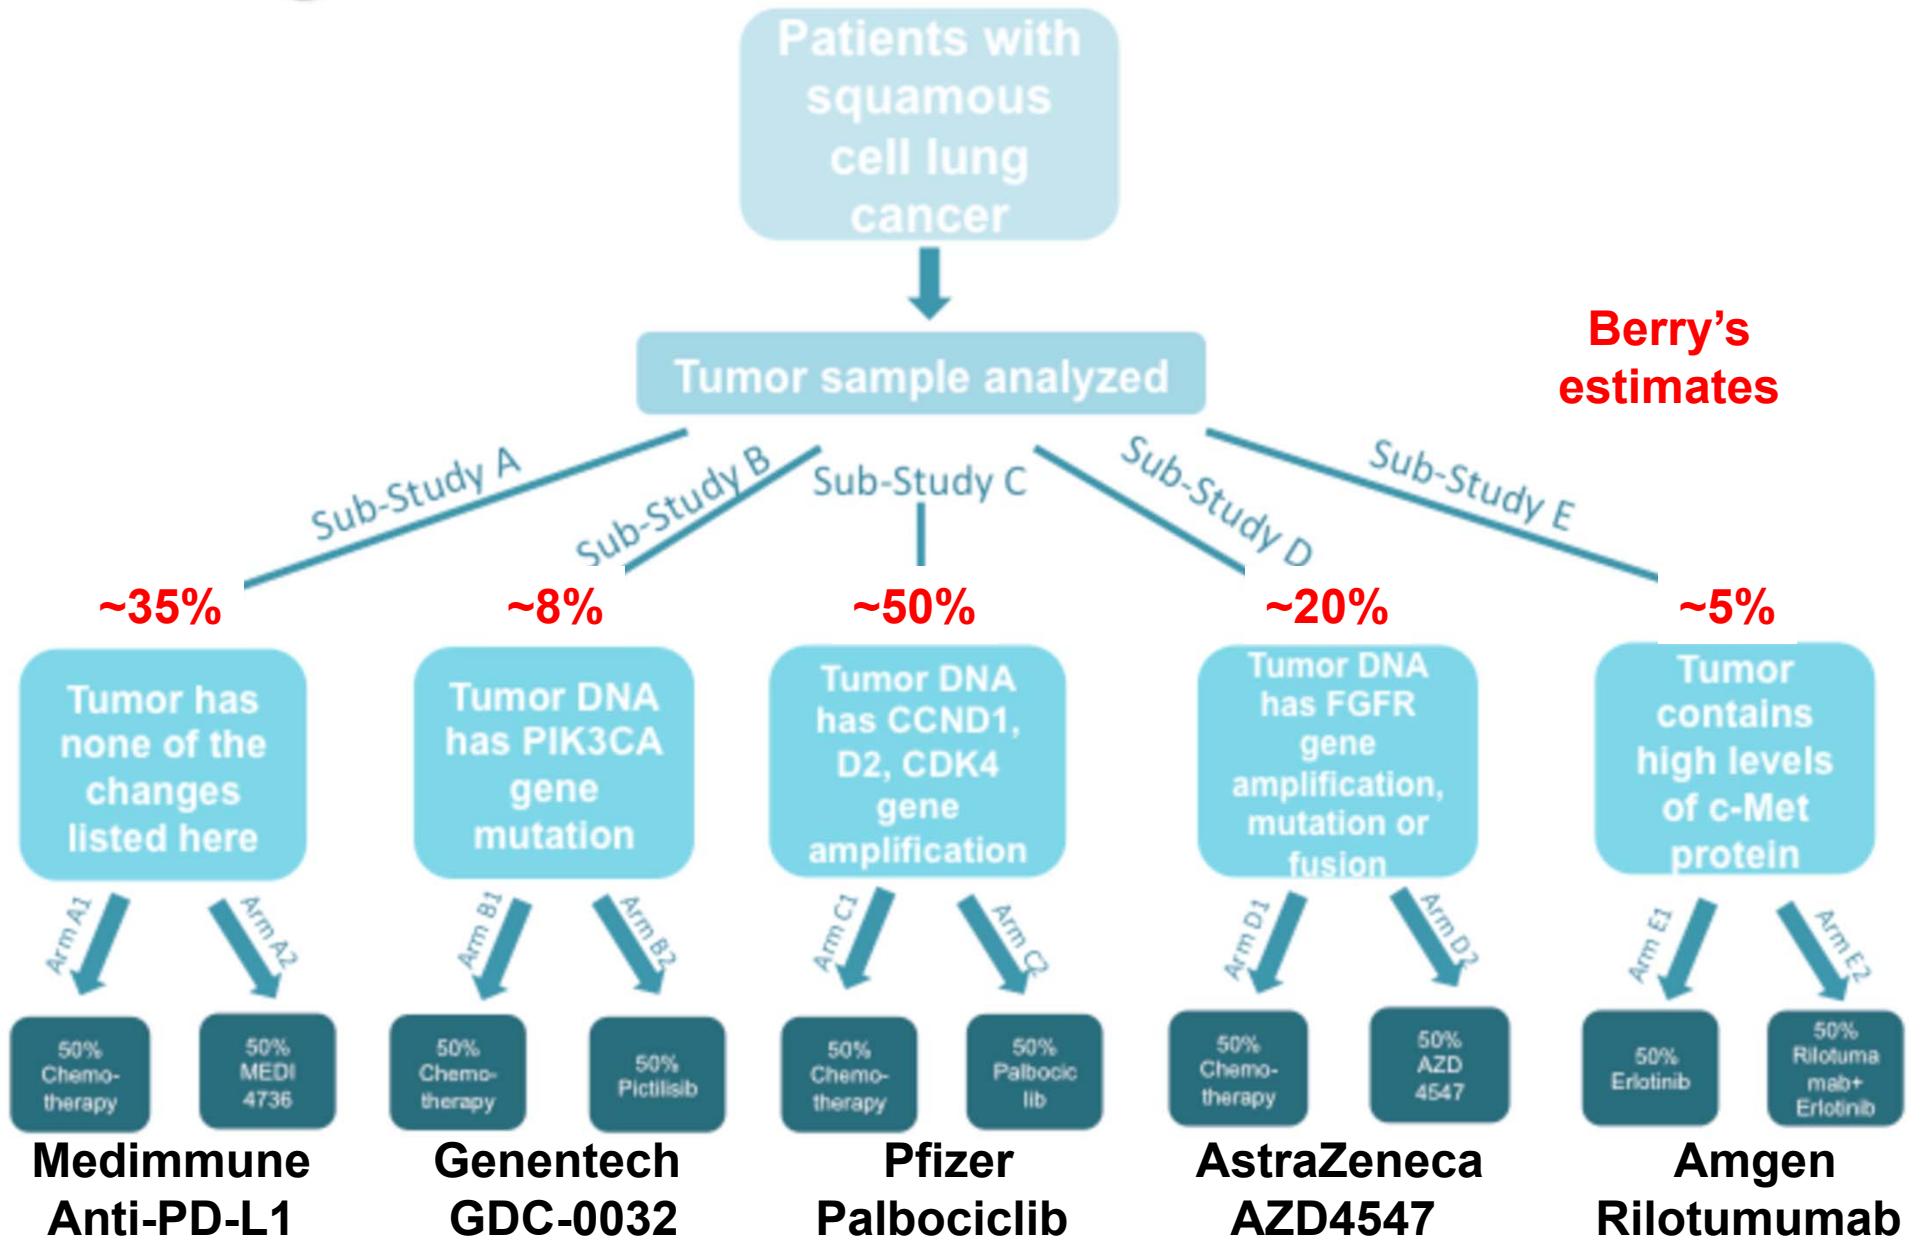 Patients with
squamous
cell lung
cancer
Tumor sample analyzed
Berry’s
estimates
Sub-Study A
Sub-Study B
Sub-Study C
Sub-Study D
Sub-Study E
~35%
~8%
~50%
~20%
~5%
Tumor has
none of the
changes
listed here
Tumor DNA
has PIK3CA
gene
mutation
Tumor DNA
has CCND1,
D2, CDK4
gene
amplification
Tumor DNA
has FGFR
gene
amplification,
mutation or
fusion
Tumor
contains
high levels
of c-Met
protein
Arm A1
Arm A2
Arm B1
Arm B2
Arm C1
Arm C2
Arm D1
Arm D2
Arm E1
Arm E2
50%
Chemo-
therapy
50%
MEDI
4736
50%
Chemo-
therapy
50%
Pictilisib
50%
Chemo-
therapy
50%
Palbocic
lib
50%
Chemo-
therapy
50%
AZD
4547
50%
Erlotinib
50%
Rilotuma
mab+
Erlotinib
Medimmune
Anti-PD-L1
Genentech
GDC-0032
Pfizer
Palbociclib
AstraZeneca
AZD4547
Amgen
Rilotumumab